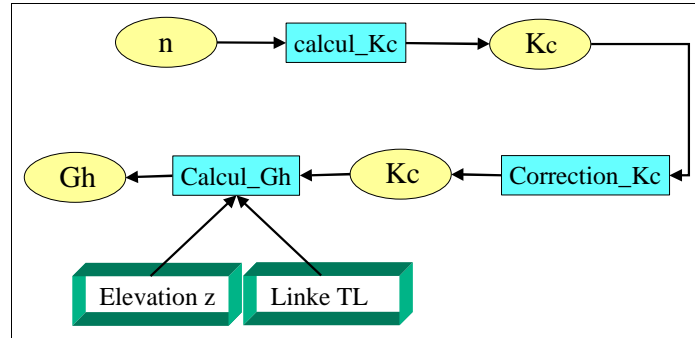 n
calcul_Kc
Kc
Gh
Calcul_Gh
Kc
Correction_Kc
Elevation z
Linke TL